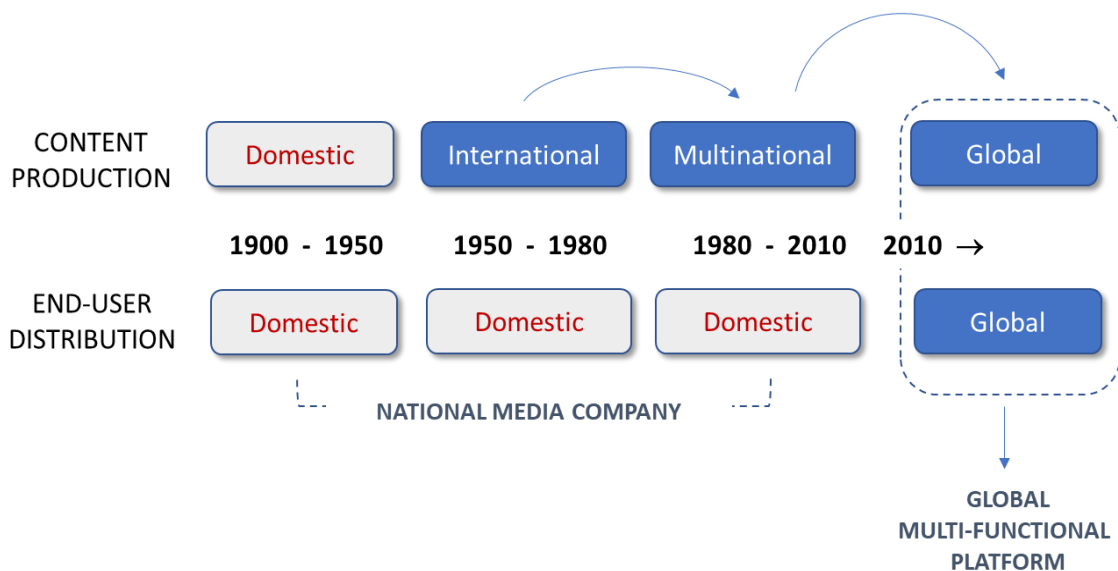 CONTENT
PRODUCTION
Domestic
International
Multinational
Global
1900 - 1950
1950 - 1980
1980 - 2010
2010 →
END-USER
DISTRIBUTION
Domestic
Domestic
Domestic
Global
NATIONAL MEDIA COMPANY
GLOBAL
MULTI-FUNCTIONAL
PLATFORM